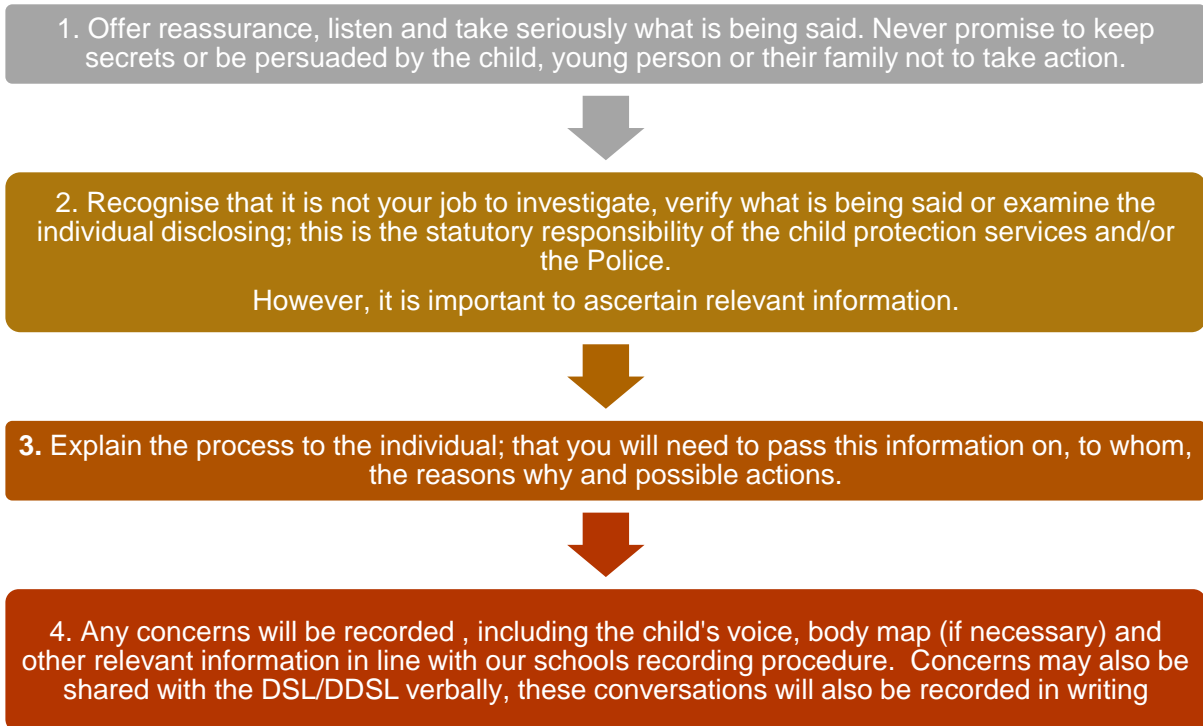 1. Offer reassurance, listen and take seriously what is being said. Never promise to keep
secrets or be persuaded by the child, young person or their family not to take action.
2. Recognise that it is not your job to investigate, verify what is being said or examine the
individual disclosing; this is the statutory responsibility of the child protection services and/or
the Police.
However, it is important to ascertain relevant information.
3. Explain the process to the individual; that you will need to pass this information on, to whom,
the reasons why and possible actions.
4. Any concerns will be recorded , including the child's voice, body map (if necessary) and
other relevant information in line with our schools recording procedure.  Concerns may also be
shared with the DSL/DDSL verbally, these conversations will also be recorded in writing